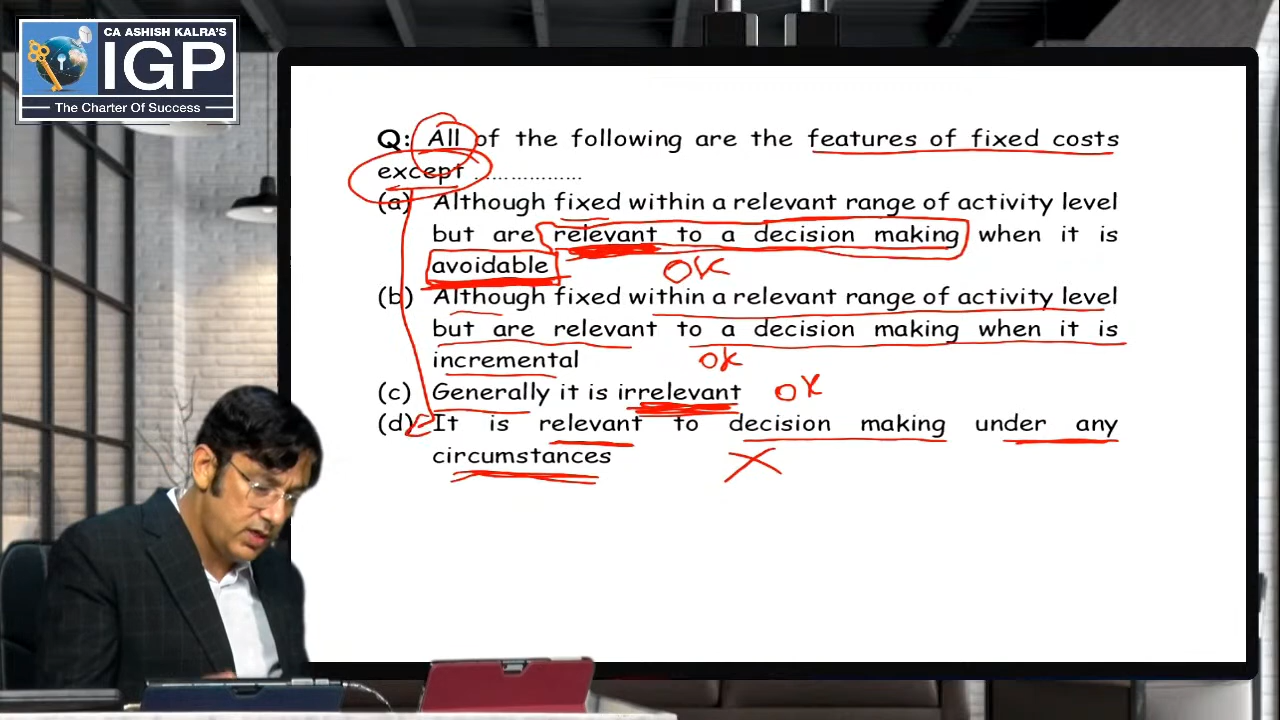 CA ASHISH KALRA'S
IGP
The Charter Of Success
Q: All of the following are the features of fixed costs
except ................
(a) Although fixed within a relevant range of activity level
but are relevant to a decision making when it is
avoidable OK
(b) Although fixed within a relevant range of activity level
but are relevant to a decision making when it is
incremental OK
(c) Generally it is irrelevant OK
(d) It is relevant to decision making under any
circumstances X